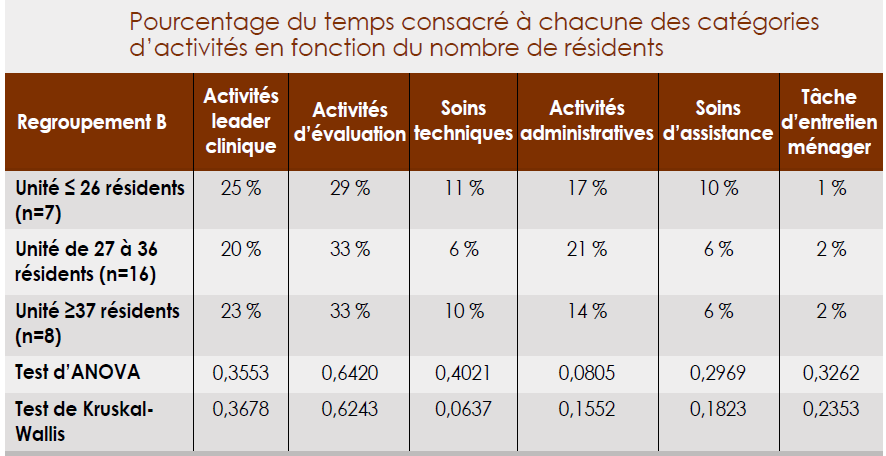 Pourcentage du temps consacré à chacune des catégories
d'activités en fonction du nombre de résidents
Regroupement B
Activités
leader
clinique
Activités
d'évaluation
Soins
techniques
Activités
administratives
Soins
d'assistance
Tâche
d'entretien
ménager
Unité ≤ 26 résidents
(n=7)
25 %
29 %
11 %
17 %
10 %
1 %
Unité de 27 à 36
résidents (n=16)
20 %
33 %
6 %
21 %
6 %
2 %
Unité ≥37 résidents
(n=8)
23 %
33 %
10 %
14 %
6 %
2 %
Test d'ANOVA
0,3553
0,6420
0,4021
0,0805
0,2969
0,3262
Test de Kruskal-
Wallis
0,3678
0,6243
0,0637
0,1552
0,1823
0,2353